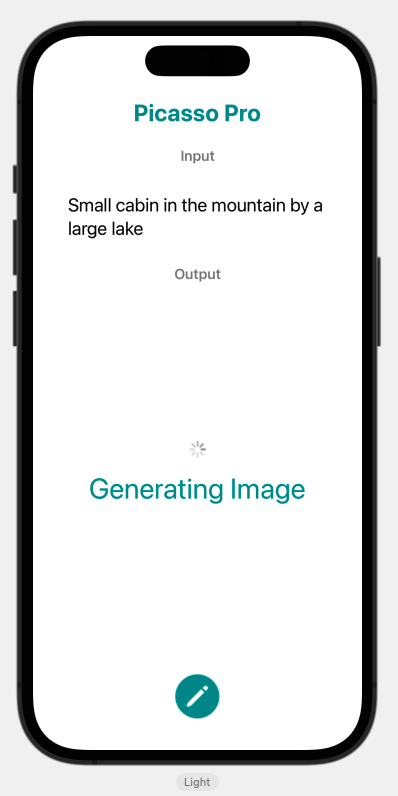 Picasso Pro
Input
Small cabin in the mountain by a
large lake
Output
Generating Image
Light